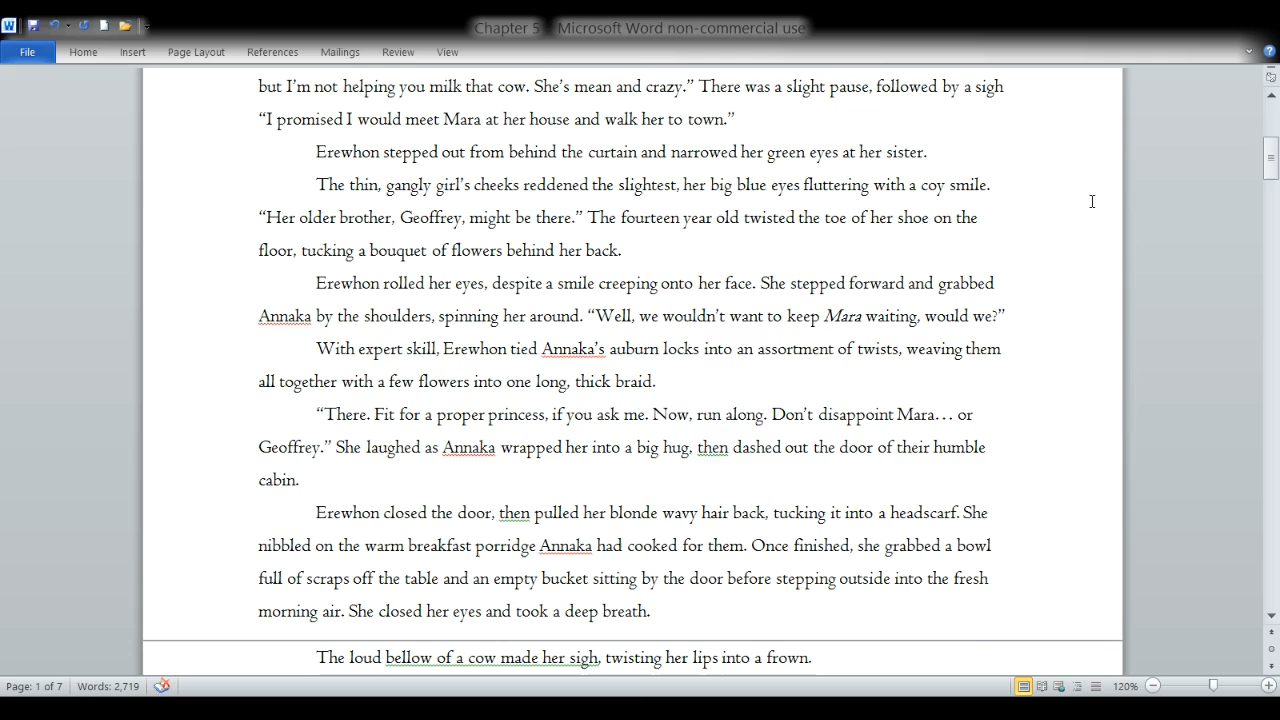 Chapter 5 - Microsoft Word non-commercial use
File Home Insert Page Layout References Mailings Review View
but I'm not helping you milk that cow. She's mean and crazy.” There was a slight pause, followed by a sigh
“I promised I would meet Mara at her house and walk her to town.”
Erewhon stepped out from behind the curtain and narrowed her green eyes at her sister.
The thin, gangly girl's cheeks reddened the slightest, her big blue eyes fluttering with a coy smile.
“Her older brother, Geoffrey, might be there.” The fourteen year old twisted the toe of her shoe on the
floor, tucking a bouquet of flowers behind her back.
Erewhon rolled her eyes, despite a smile creeping onto her face. She stepped forward and grabbed
Annaka by the shoulders, spinning her around. “Well, we wouldn't want to keep Mara waiting, would we?”
With expert skill, Erewhon tied Annaka's auburn locks into an assortment of twists, weaving them
all together with a few flowers into one long, thick braid.
“There. Fit for a proper princess, if you ask me. Now, run along. Don't disappoint Mara… or
Geoffrey.” She laughed as Annaka wrapped her into a big hug, then dashed out the door of their humble
cabin.
Erewhon closed the door, then pulled her blonde wavy hair back, tucking it into a headscarf. She
nibbled on the warm breakfast porridge Annaka had cooked for them. Once finished, she grabbed a bowl
full of scraps off the table and an empty bucket sitting by the door before stepping outside into the fresh
morning air. She closed her eyes and took a deep breath.
The loud bellow of a cow made her sigh, twisting her lips into a frown.
Page: 1 of 7 Words: 2,719 120%